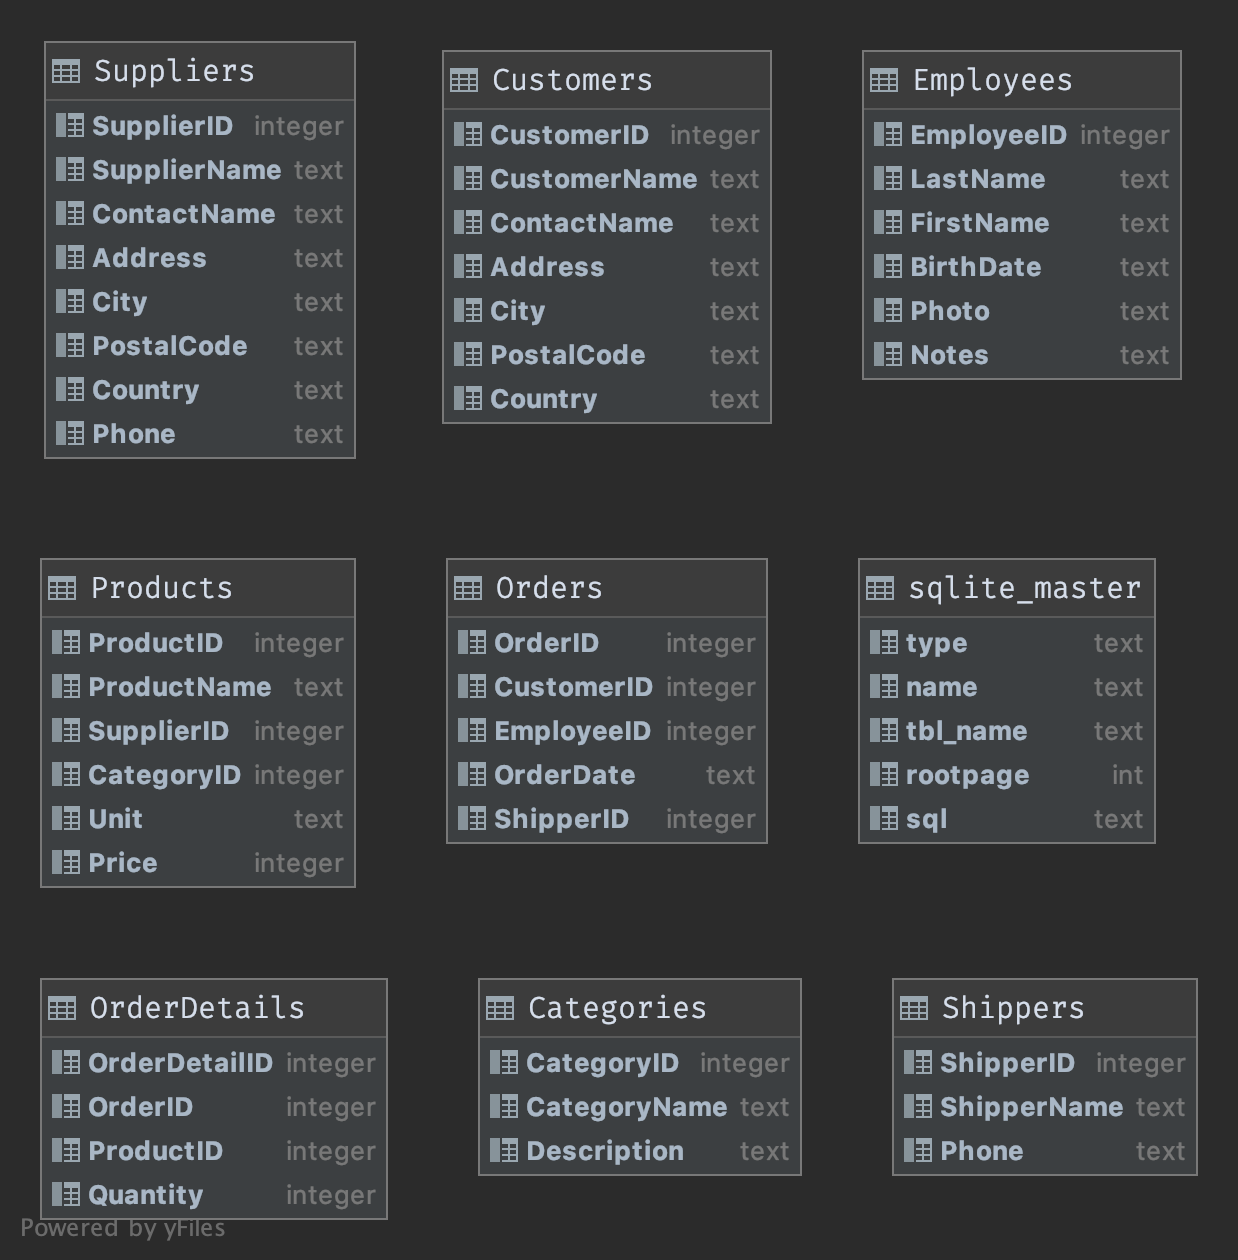 Suppliers
SupplierID integer
SupplierName text
ContactName text
Address text
City text
PostalCode text
Country text
Phone text
Customers
CustomerID integer
CustomerName text
ContactName text
Address text
City text
PostalCode text
Country text
Employees
EmployeeID integer
LastName text
FirstName text
BirthDate text
Photo text
Notes text
Products
ProductID integer
ProductName text
SupplierID integer
CategoryID integer
Unit text
Price integer
Orders
OrderID integer
CustomerID integer
EmployeeID integer
OrderDate text
ShipperID integer
sqlite_master
type text
name text
tbl_name text
rootpage int
sql text
OrderDetails
OrderDetailID integer
OrderID integer
ProductID integer
Quantity integer
Categories
CategoryID integer
CategoryName text
Description text
Shippers
ShipperID integer
ShipperName text
Phone text
Powered by yFiles